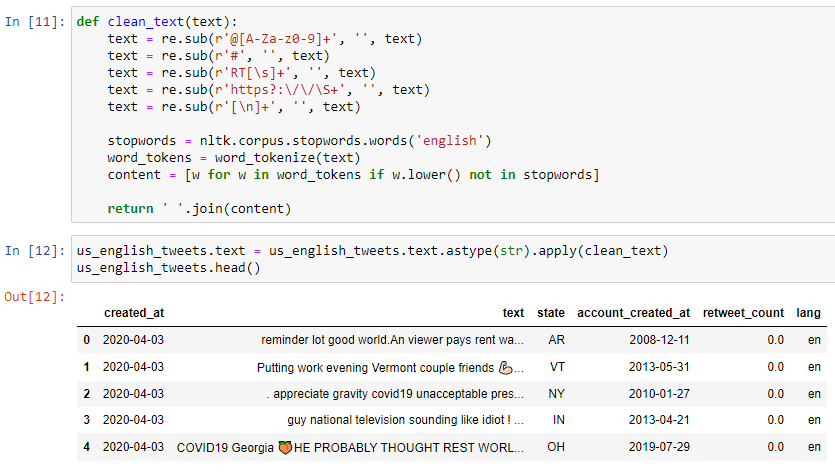 In [11]: def clean_text(text):
text = re.sub(r'@[A-Za-z0-9]+', '', text)
text = re.sub(r'#', '', text)
text = re.sub(r'RT[\s]+', '', text)
text = re.sub(r'https?:\/\/\S+', '', text)
text = re.sub(r'[\n]+', '', text)
stopwords = nltk.corpus.stopwords.words('english')
word_tokens = word_tokenize(text)
content = [w for w in word_tokens if w.lower() not in stopwords]
return ' '.join(content)
In [12]: us_english_tweets.text = us_english_tweets.text.astype(str).apply(clean_text)
us_english_tweets.head()
Out[12]:
created_at text state account_created_at retweet_count lang
0 2020-04-03 reminder lot good world.An viewer pays rent wa... AR 2008-12-11 0.0 en
1 2020-04-03 Putting work evening Vermont couple friends 💪🏻... VT 2013-05-31 0.0 en
2 2020-04-03 . appreciate gravity covid19 unacceptable pres... NY 2010-01-27 0.0 en
3 2020-04-03 guy national television sounding like idiot ! ... IN 2013-04-21 0.0 en
4 2020-04-03 COVID19 Georgia 🍑HE PROBABLY THOUGHT REST WORL... OH 2019-07-29 0.0 en